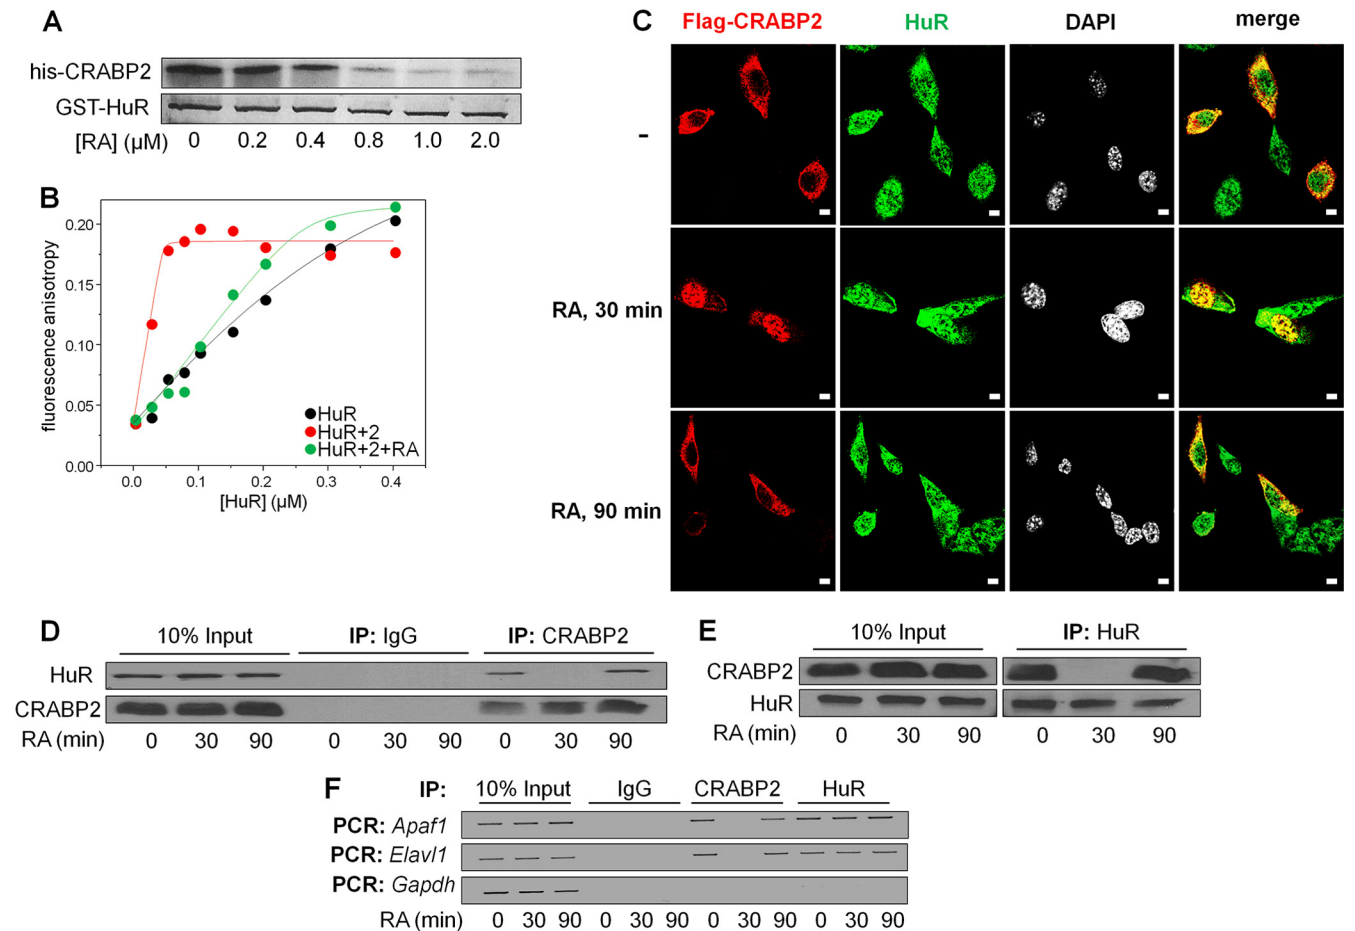 A
his-CRABP2
GST-HuR
[RA] (µM) 0 0.2 0.4 0.8 1.0 2.0
B
fluorescence anisotropy
0.20
0.15
0.10
0.05
0.00
HuR
HuR+2
HuR+2+RA
0.0 0.1 0.2 0.3 0.4
[HuR] (µM)
C
Flag-CRABP2 HuR DAPI merge
-
RA, 30 min
RA, 90 min
D
10% Input IP: IgG IP: CRABP2
HuR
CRABP2
RA (min) 0 30 90 0 30 90 0 30 90
E
10% Input IP: HuR
CRABP2
HuR
RA (min) 0 30 90 0 30 90
F
IP: 10% Input IgG CRABP2 HuR
PCR: Apaf1
PCR: Elavl1
PCR: Gapdh
RA (min) 0 30 90 0 30 90 0 30 90 0 30 90